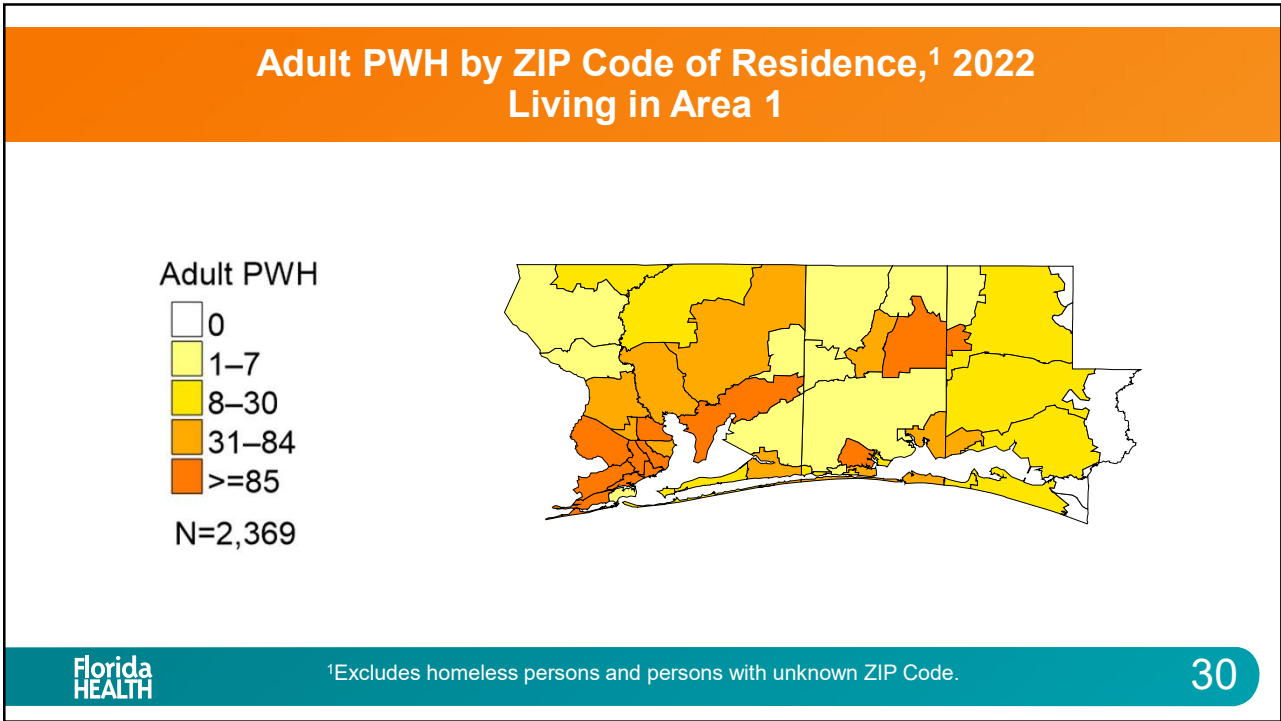 Adult PWH by ZIP Code of Residence,¹ 2022
Living in Area 1
Adult PWH
0
1–7
8–30
31–84
>=85
N=2,369
Florida
HEALTH
¹Excludes homeless persons and persons with unknown ZIP Code.
30